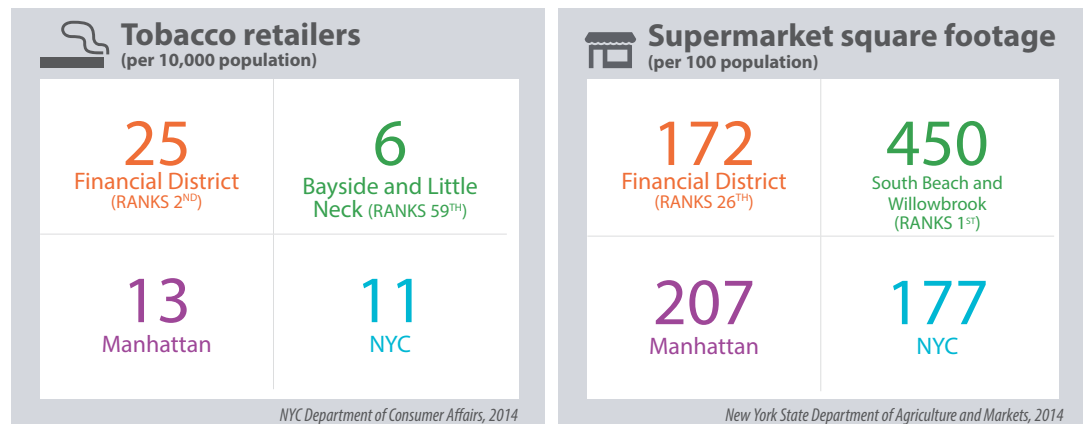 Tobacco retailers
(per 10,000 population)
25
Financial District
(RANKS 2ND)
6
Bayside and Little
Neck (RANKS 59TH)
13
Manhattan
11
NYC
NYC Department of Consumer Affairs, 2014
Supermarket square footage
(per 100 population)
172
Financial District
(RANKS 26TH)
450
South Beach and
Willowbrook
(RANKS 1ST)
207
Manhattan
177
NYC
New York State Department of Agriculture and Markets, 2014